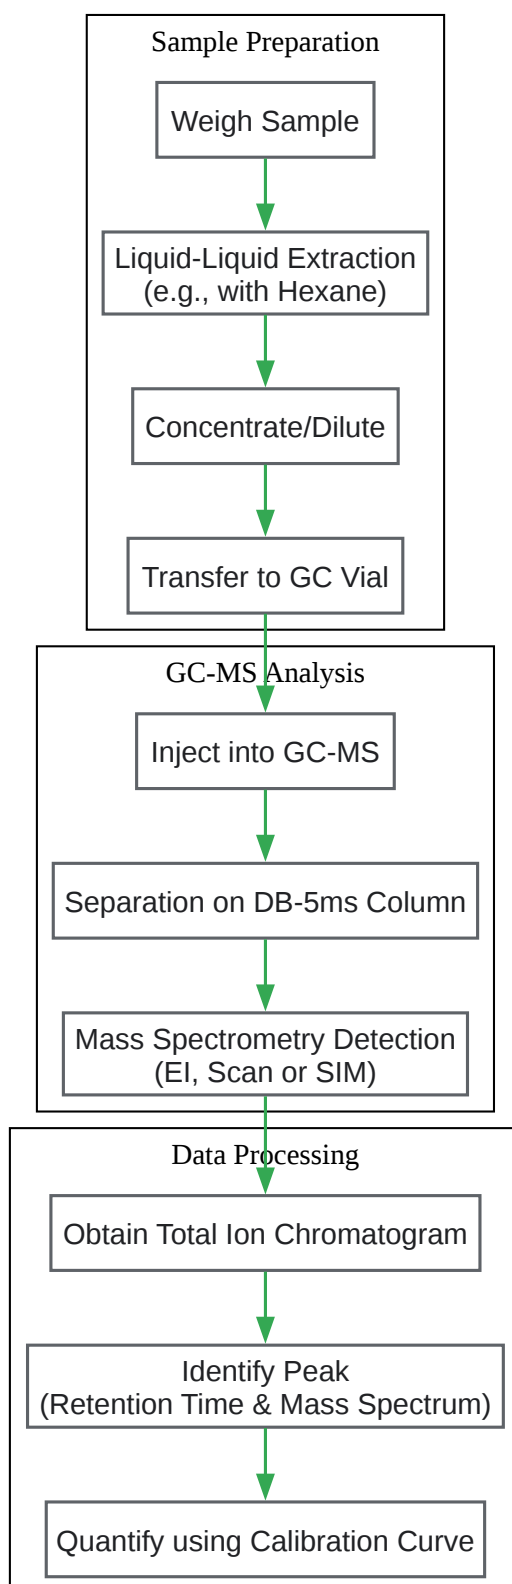 Sample Preparation
Weigh Sample
Liquid-Liquid Extraction
(e.g., with Hexane)
Concentrate/Dilute
Transfer to GC Vial
GC-MS Analysis
Inject into GC-MS
Separation on DB-5ms Column
Mass Spectrometry Detection
(EI, Scan or SIM)
Data Processing
Obtain Total Ion Chromatogram
Identify Peak
(Retention Time & Mass Spectrum)
Quantify using Calibration Curve